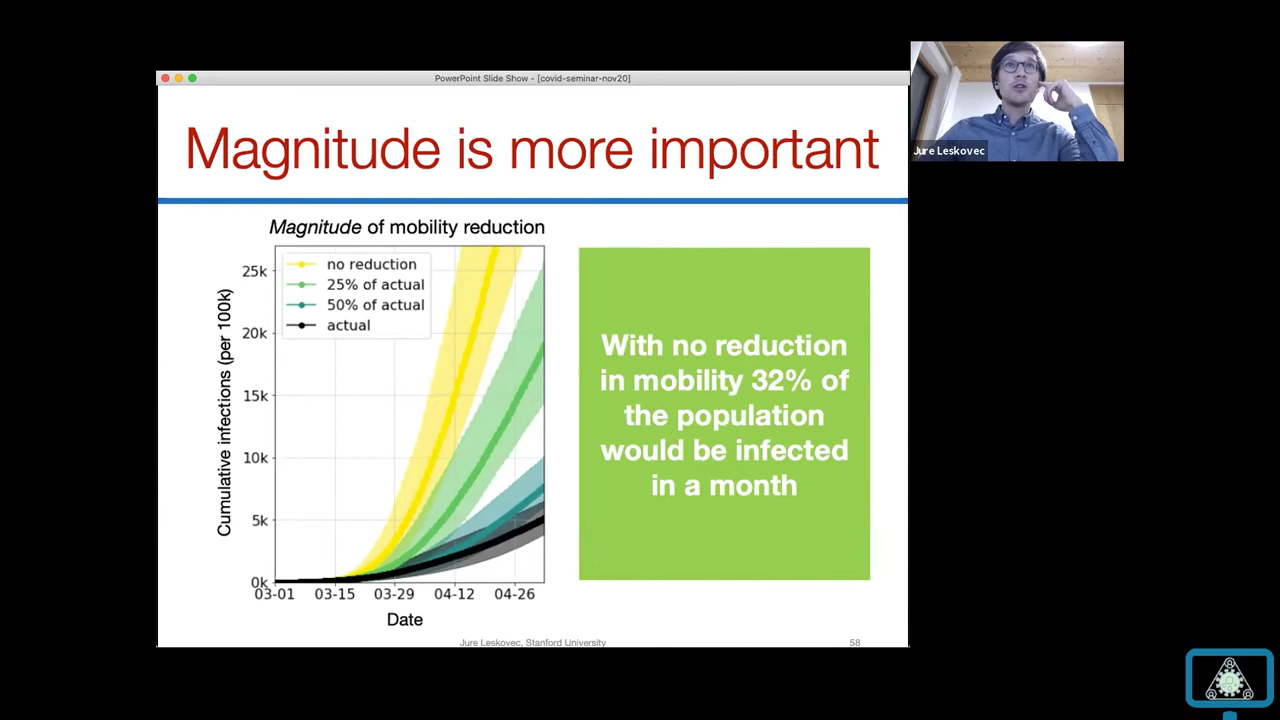 PowerPoint Slide Show - [covid-seminar-nov20]
Magnitude is more important
Jure Leskovec
Magnitude of mobility reduction
no reduction
25% of actual
50% of actual
actual
Cumulative infections (per 100k)
25k
20k
15k
10k
5k
0k
03-01 03-15 03-29 04-12 04-26
Date
With no reduction
in mobility 32% of
the population
would be infected
in a month
Jure Leskovec, Stanford University
58